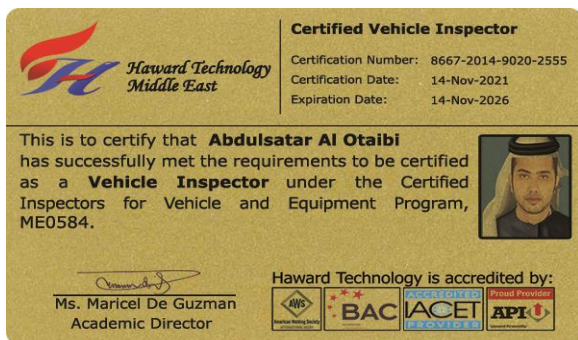 Haward Technology
Middle East
Certified Vehicle Inspector
Certification Number: 8667-2014-9020-2555
Certification Date: 14-Nov-2021
Expiration Date: 14-Nov-2026
This is to certify that Abdulsatar Al Otaibi
has successfully met the requirements to be certified
as a Vehicle Inspector under the Certified
Inspectors for Vehicle and Equipment Program,
ME0584.
Ms. Maricel De Guzman
Academic Director
Haward Technology is accredited by:
AWS
American Welding Society
BAC
ACCREDITED
IACET
PROVIDER
Proud Provider
API